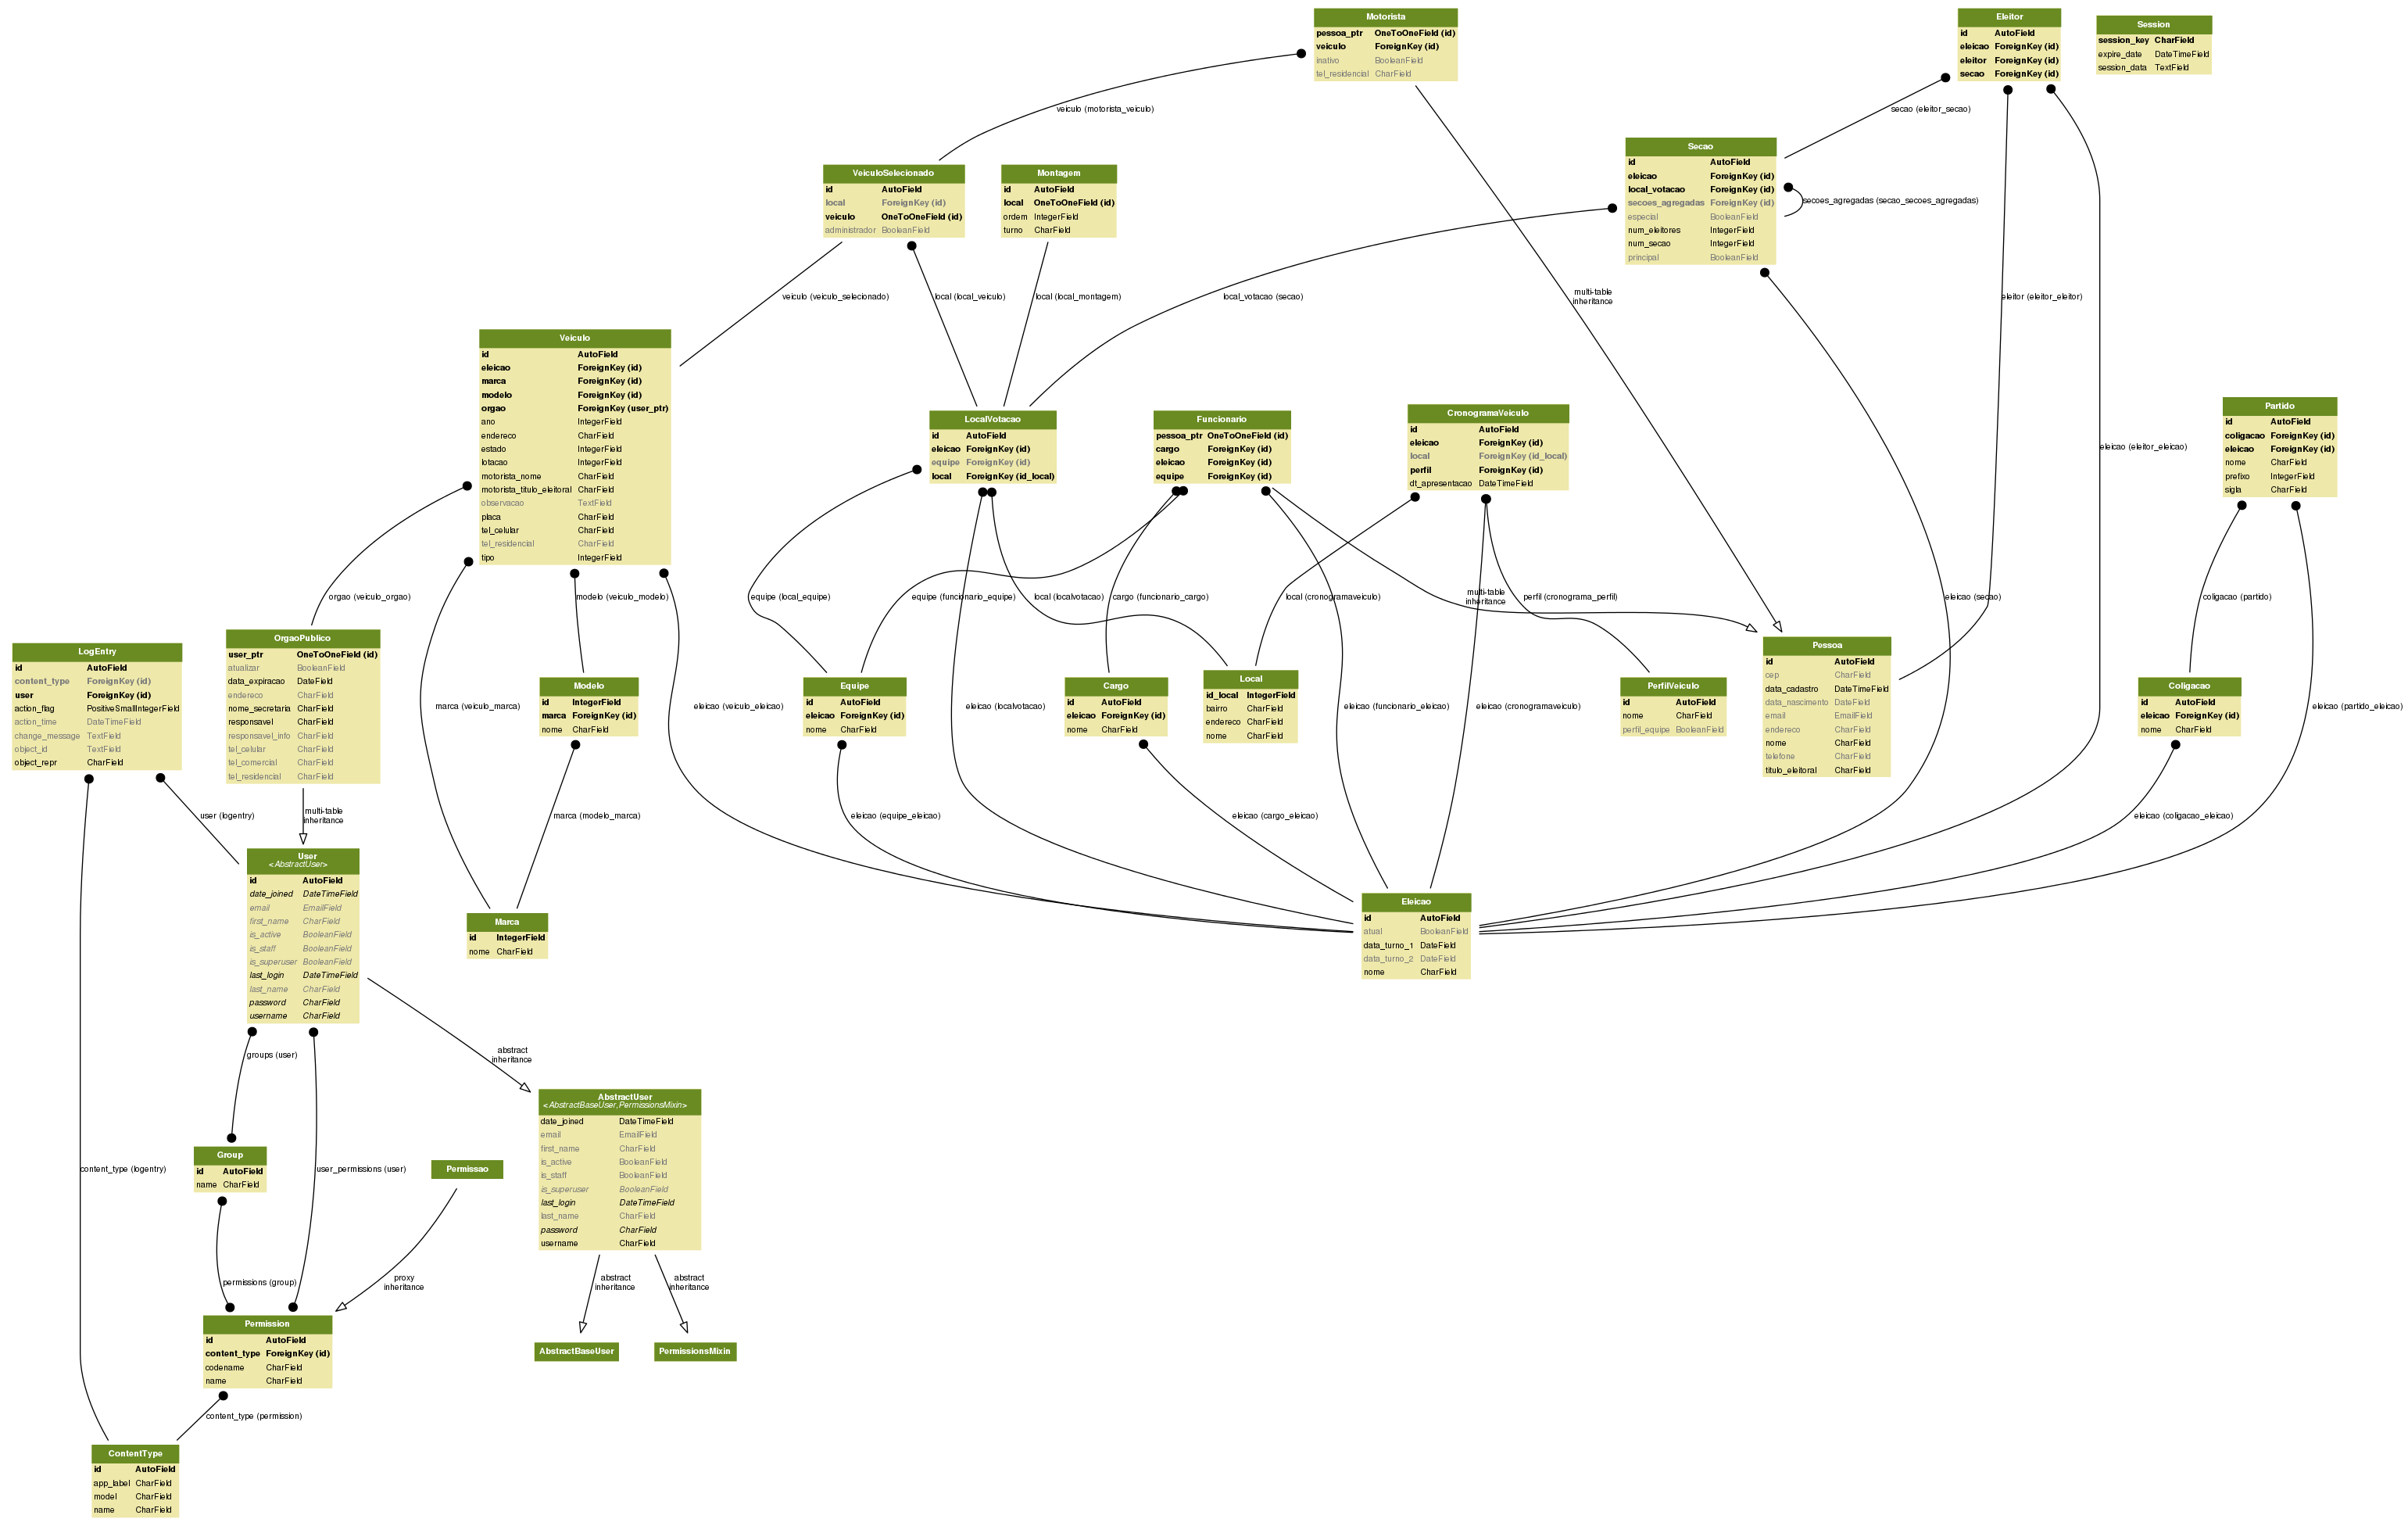 Motorista
pessoa_ptr OneToOneField (id)
veiculo ForeignKey (id)
inativo BooleanField
tel_residencial CharField
Eleitor
id AutoField
eleicao ForeignKey (id)
eleitor ForeignKey (id)
secao ForeignKey (id)
Session
session_key CharField
expire_date DateTimeField
session_data TextField
veiculo (motorista_veiculo)
secao (eleitor_secao)
VeiculoSelecionado
id AutoField
local ForeignKey (id)
veiculo OneToOneField (id)
administrador BooleanField
Montagem
id AutoField
local OneToOneField (id)
ordem IntegerField
turno CharField
Secao
id AutoField
eleicao ForeignKey (id)
local_votacao ForeignKey (id)
secoes_agregadas ForeignKey (id)
especial BooleanField
num_eleitores IntegerField
num_secao IntegerField
principal BooleanField
secoes_agregadas (secao_secoes_agregadas)
veiculo (veiculo_selecionado)
local (local_veiculo)
local (local_montagem)
local_votacao (secao)
multi-table
inheritance
eleitor (eleitor_eleitor)
Veiculo
id AutoField
eleicao ForeignKey (id)
marca ForeignKey (id)
modelo ForeignKey (id)
orgao ForeignKey (user_ptr)
ano IntegerField
endereco CharField
estado IntegerField
lotacao IntegerField
motorista_nome CharField
motorista_titulo_eleitoral CharField
observacao TextField
placa CharField
tel_celular CharField
tel_residencial CharField
tipo IntegerField
LocalVotacao
id AutoField
eleicao ForeignKey (id)
equipe ForeignKey (id)
local ForeignKey (id_local)
Funcionario
pessoa_ptr OneToOneField (id)
cargo ForeignKey (id)
eleicao ForeignKey (id)
equipe ForeignKey (id)
CronogramaVeiculo
id AutoField
eleicao ForeignKey (id)
local ForeignKey (id_local)
perfil ForeignKey (id)
dt_apresentacao DateTimeField
eleicao (eleitor_eleicao)
Partido
id AutoField
coligacao ForeignKey (id)
eleicao ForeignKey (id)
nome CharField
prefixo IntegerField
sigla CharField
orgao (veiculo_orgao)
modelo (veiculo_modelo)
equipe (local_equipe)
equipe (funcionario_equipe)
local (localvotacao)
cargo (funcionario_cargo)
local (cronogramaveiculo)
multi-table
inheritance
perfil (cronograma_perfil)
eleicao (secao)
coligacao (partido)
LogEntry
id AutoField
content_type ForeignKey (id)
user ForeignKey (id)
action_flag PositiveSmallIntegerField
action_time DateTimeField
change_message TextField
object_id TextField
object_repr CharField
OrgaoPublico
user_ptr OneToOneField (id)
atualizar BooleanField
data_expiracao DateField
endereco CharField
nome_secretaria CharField
responsavel CharField
responsavel_info CharField
tel_celular CharField
tel_comercial CharField
tel_residencial CharField
marca (veiculo_marca)
Modelo
id IntegerField
marca ForeignKey (id)
nome CharField
eleicao (veiculo_eleicao)
Equipe
id AutoField
eleicao ForeignKey (id)
nome CharField
eleicao (localvotacao)
Cargo
id AutoField
eleicao ForeignKey (id)
nome CharField
Local
id_local IntegerField
bairro CharField
endereco CharField
nome CharField
eleicao (funcionario_eleicao)
eleicao (cronogramaveiculo)
PerfilVeiculo
id AutoField
nome CharField
perfil_equipe BooleanField
Pessoa
id AutoField
cep CharField
data_cadastro DateTimeField
data_nascimento DateField
email EmailField
endereco CharField
nome CharField
telefone CharField
titulo_eleitoral CharField
Coligacao
id AutoField
eleicao ForeignKey (id)
nome CharField
eleicao (partido_eleicao)
user (logentry)
multi-table
inheritance
marca (modelo_marca)
eleicao (equipe_eleicao)
eleicao (cargo_eleicao)
eleicao (coligacao_eleicao)
User
<AbstractUser>
id AutoField
date_joined DateTimeField
email EmailField
first_name CharField
is_active BooleanField
is_staff BooleanField
is_superuser BooleanField
last_login DateTimeField
last_name CharField
password CharField
username CharField
Marca
id IntegerField
nome CharField
Eleicao
id AutoField
atual BooleanField
data_turno_1 DateField
data_turno_2 DateField
nome CharField
groups (user)
abstract
inheritance
AbstractUser
<AbstractBaseUser,PermissionsMixin>
date_joined DateTimeField
email EmailField
first_name CharField
is_active BooleanField
is_staff BooleanField
is_superuser BooleanField
last_login DateTimeField
last_name CharField
password CharField
username CharField
content_type (logentry)
Group
id AutoField
name CharField
user_permissions (user)
Permissao
permissions (group)
proxy
inheritance
abstract
inheritance
abstract
inheritance
Permission
id AutoField
content_type ForeignKey (id)
codename CharField
name CharField
AbstractBaseUser
PermissionsMixin
content_type (permission)
ContentType
id AutoField
app_label CharField
model CharField
name CharField